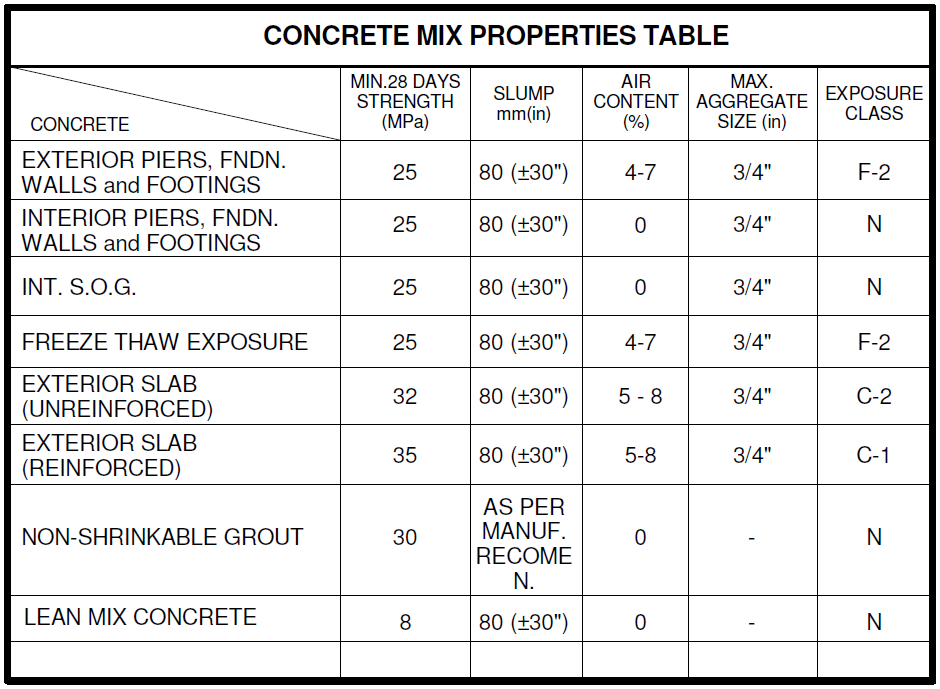 CONCRETE MIX PROPERTIES TABLE
CONCRETE
MIN.28 DAYS
STRENGTH
(MPa)
SLUMP
mm(in)
AIR
CONTENT
(%)
MAX.
AGGREGATE
SIZE (in)
EXPOSURE
CLASS
EXTERIOR PIERS, FNDN.
WALLS and FOOTINGS
25
80 (±30")
4-7
3/4"
F-2
INTERIOR PIERS, FNDN.
WALLS and FOOTINGS
25
80 (±30")
0
3/4"
N
INT. S.O.G.
25
80 (±30")
0
3/4"
N
FREEZE THAW EXPOSURE
25
80 (±30")
4-7
3/4"
F-2
EXTERIOR SLAB
(UNREINFORCED)
32
80 (±30")
5 - 8
3/4"
C-2
EXTERIOR SLAB
(REINFORCED)
35
80 (±30")
5-8
3/4"
C-1
NON-SHRINKABLE GROUT
30
AS PER
MANUF.
RECOME
N.
0
-
N
LEAN MIX CONCRETE
8
80 (±30")
0
-
N